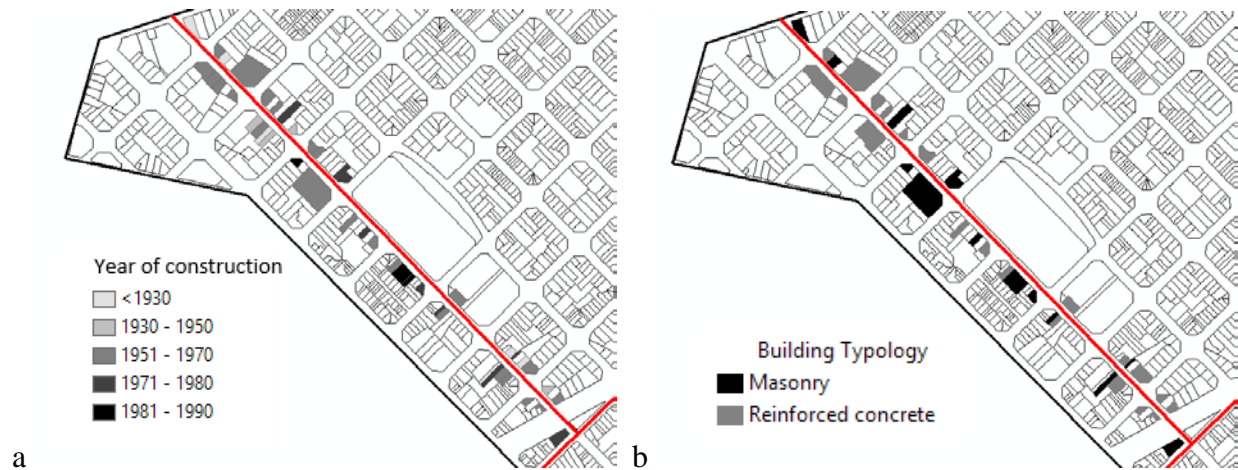 Year of construction
<1930
1930 - 1950
1951 - 1970
1971 - 1980
1981 - 1990
a
Building Typology
Masonry
Reinforced concrete
b